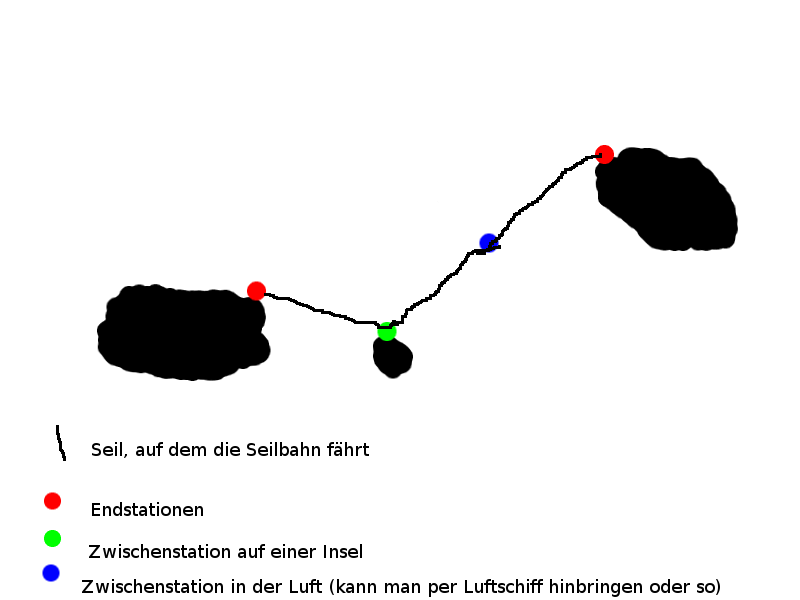 Seil, auf dem die Seilbahn fährt
Endstationen
Zwischenstation auf einer Insel
Zwischenstation in der Luft (kann man per Luftschiff hinbringen oder so)